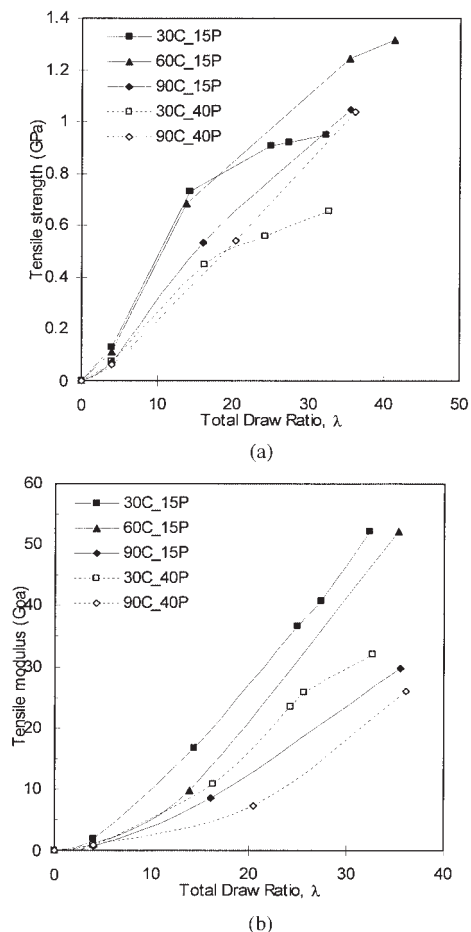 1.4
1.2
1
0.8
0.6
0.4
0.2
0
Tensile strength (GPa)
30C_15P
60C_15P
90C_15P
30C_40P
90C_40P
0 10 20 30 40 50
Total Draw Ratio, λ
(a)
60
50
40
30
20
10
0
Tensile modulus (Gpa)
30C_15P
60C_15P
90C_15P
30C_40P
90C_40P
0 10 20 30 40
Total Draw Ratio, λ
(b)